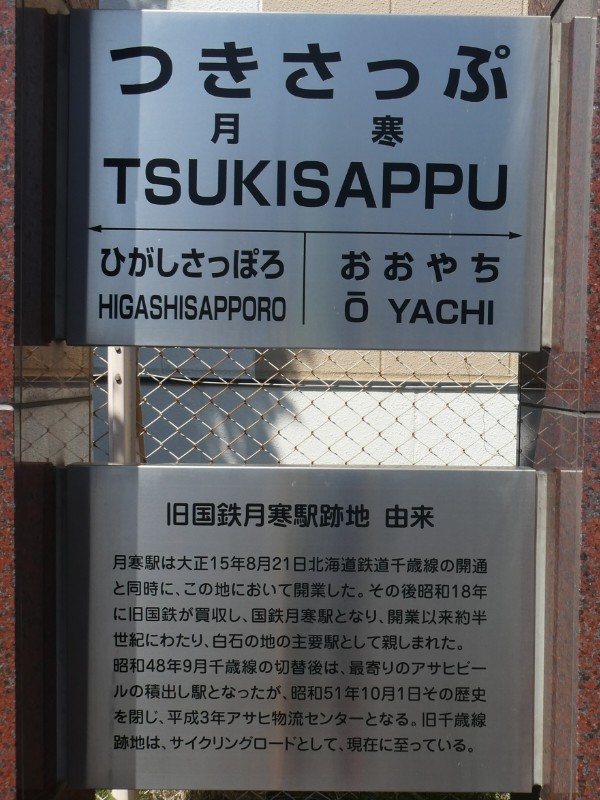 つきさっぷ
月寒
TSUKISAPPU
ひがしさっぽろ おおやち
HIGASHISAPPORO Ō YACHI
旧国鉄月寒駅跡地 由来
月寒駅は大正15年8月21日北海道鉄道千歳線の開通
と同時に、この地において開業した。その後昭和18年
に旧国鉄が買収し、国鉄月寒駅となり、開業以来約半
世紀にわたり、白石の地の主要駅として親しまれた。
昭和48年9月千歳線の切替後は、最寄りのアサヒビー
ルの積出し駅となったが、昭和51年10月1日その歴史
を閉じ、平成3年アサヒ物流センターとなる。旧千歳線
跡地は、サイクリングロードとして、現在に至っている。